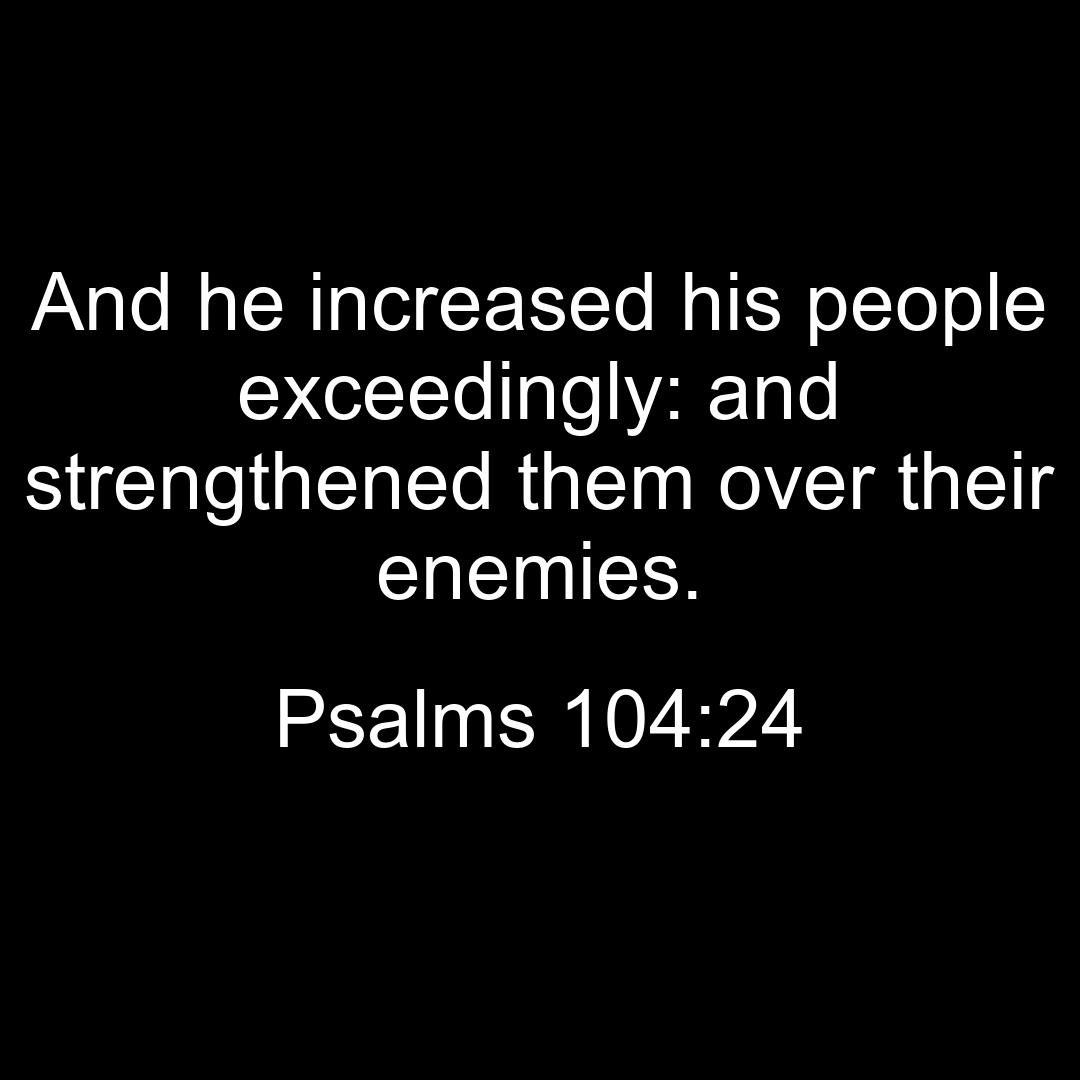 And he increased his people
exceedingly: and
strengthened them over their
enemies.
Psalms 104:24